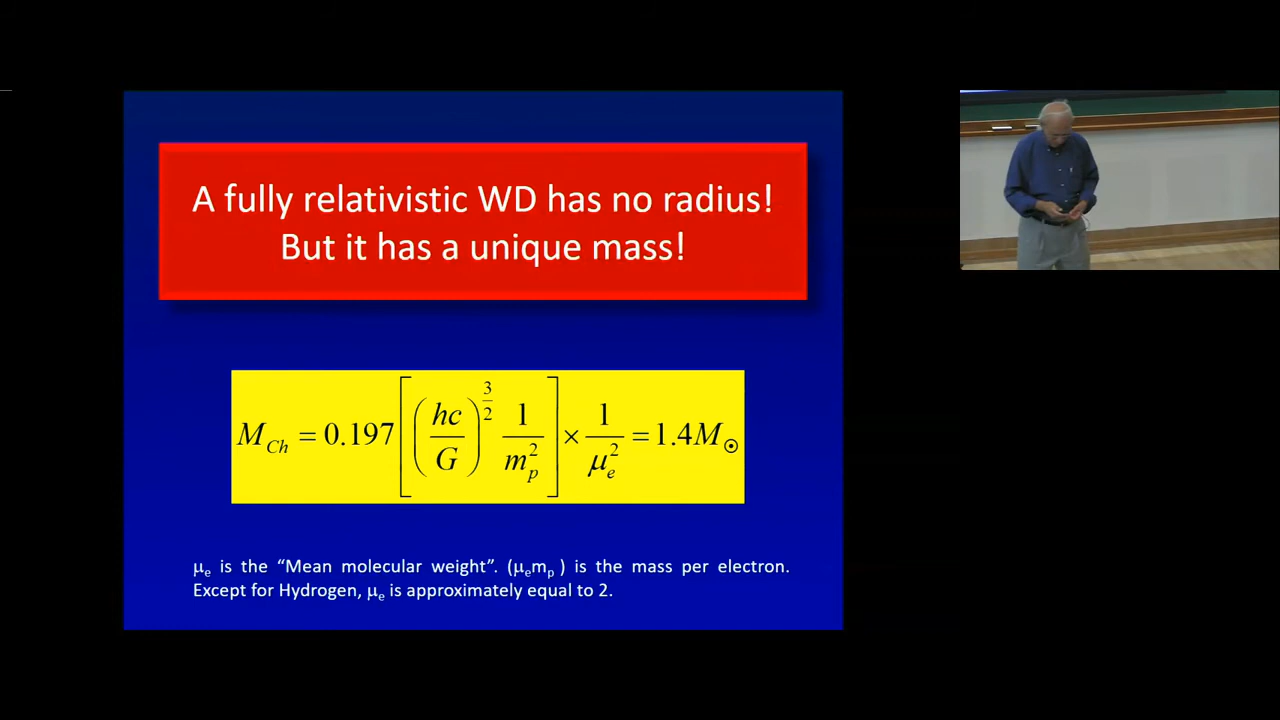 A fully relativistic WD has no radius!
But it has a unique mass!
M_Ch = 0.197 [ (hc/G)^(3/2) 1/m_p^2 ] × 1/μ_e^2 = 1.4M_☉
μ_e is the “Mean molecular weight”. (μ_e m_p ) is the mass per electron.
Except for Hydrogen, μ_e is approximately equal to 2.